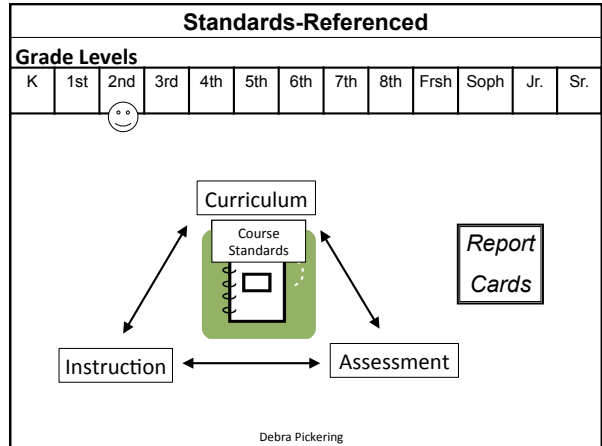 Standards-Referenced
Grade Levels
K 1st 2nd 3rd 4th 5th 6th 7th 8th Frsh Soph Jr. Sr.
Curriculum
Course
Standards
Report
Cards
Instruction
Assessment
Debra Pickering